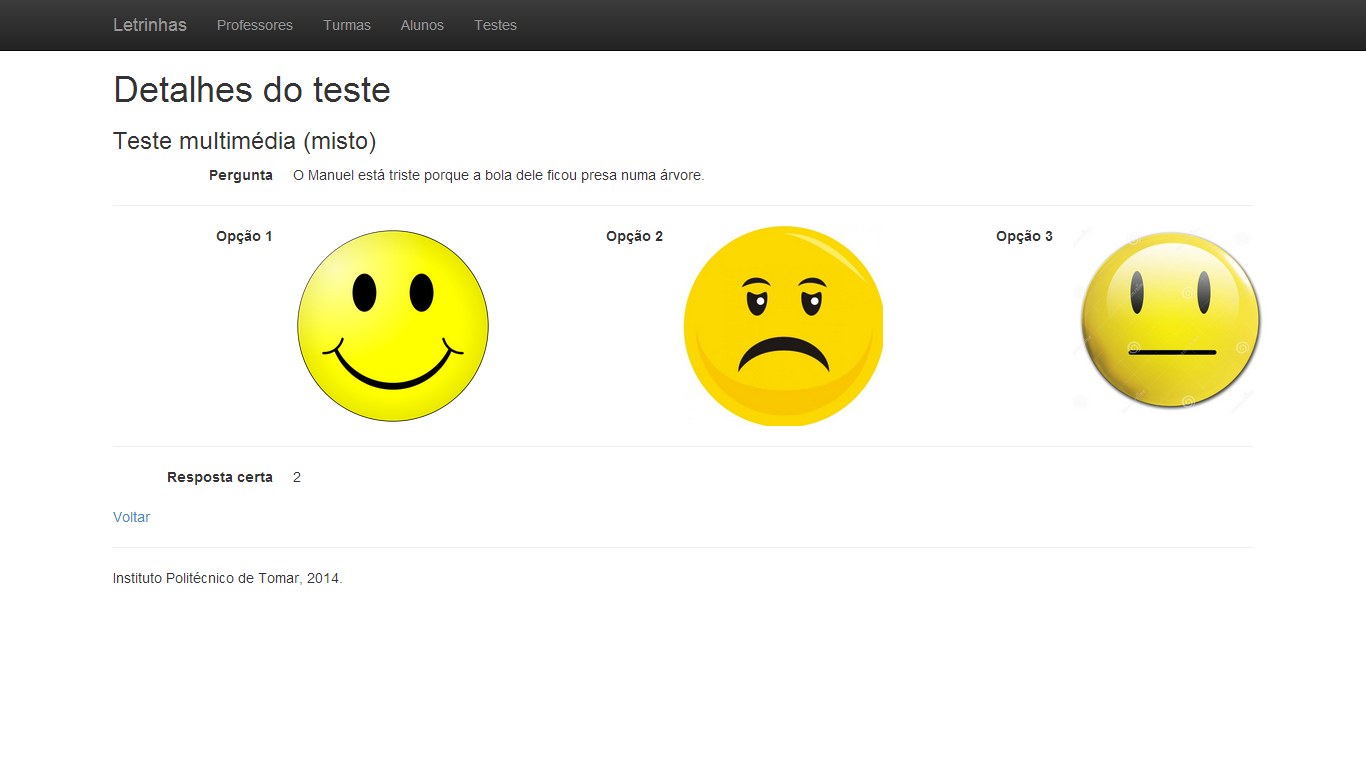 Letrinhas Professores Turmas Alunos Testes
Detalhes do teste
Teste multimédia (misto)
Pergunta O Manuel está triste porque a bola dele ficou presa numa árvore.
Opção 1 Opção 2 Opção 3
Resposta certa 2
Voltar
Instituto Politécnico de Tomar, 2014.